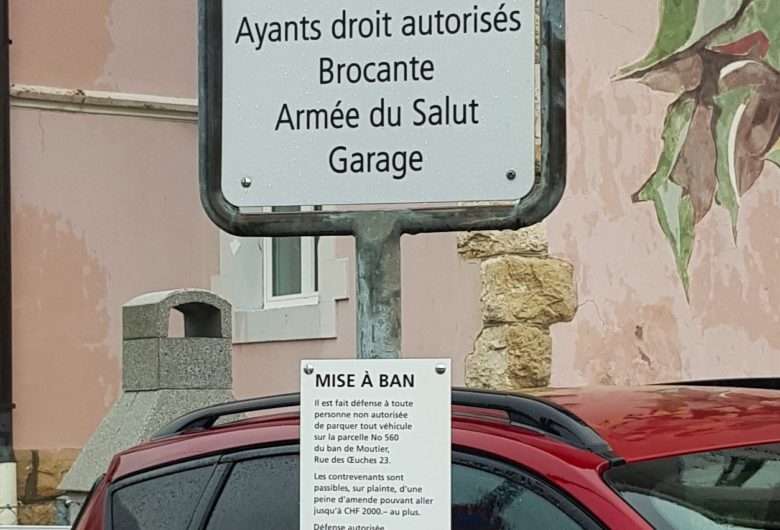 Ayants droit autorisés
Brocante
Armée du Salut
Garage
MISE À BAN
Il est fait défense à toute
personne non autorisée
de parquer tout véhicule
sur la parcelle No 560
du ban de Moutier,
Rue des Œuches 23.
Les contrevenants sont
passibles, sur plainte, d'une
peine d'amende pouvant aller
jusqu'à CHF 2000.– au plus.
Défense autorisée